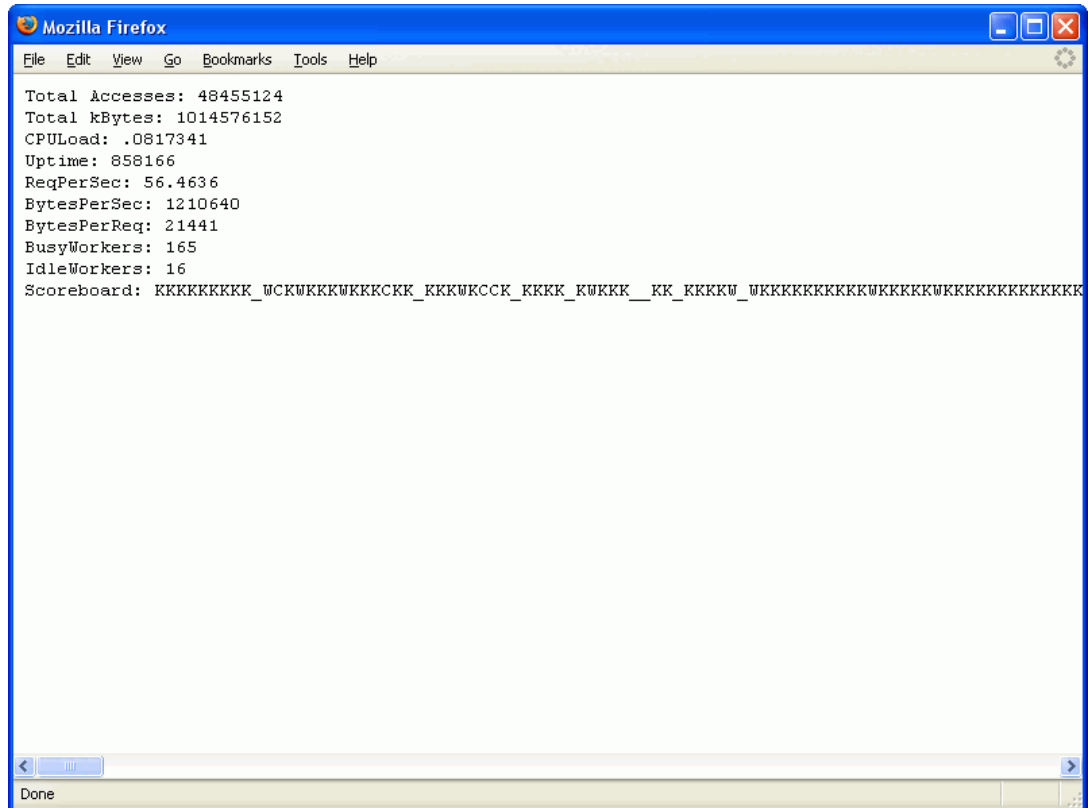 Mozilla Firefox
File Edit View Go Bookmarks Tools Help
Total Accesses: 48455124
Total kBytes: 1014576152
CPULoad: .0817341
Uptime: 858166
ReqPerSec: 56.4636
BytesPerSec: 1210640
BytesPerReq: 21441
BusyWorkers: 165
IdleWorkers: 16
Scoreboard: KKKKKKKKK_WCKWKKKWKKKCKK_KKKWKCCK_KKKK_KWKKK__KK_KKKKW_WKKKKKKKKKKWKKKKKWKKKKKKKKKKKKK
Done